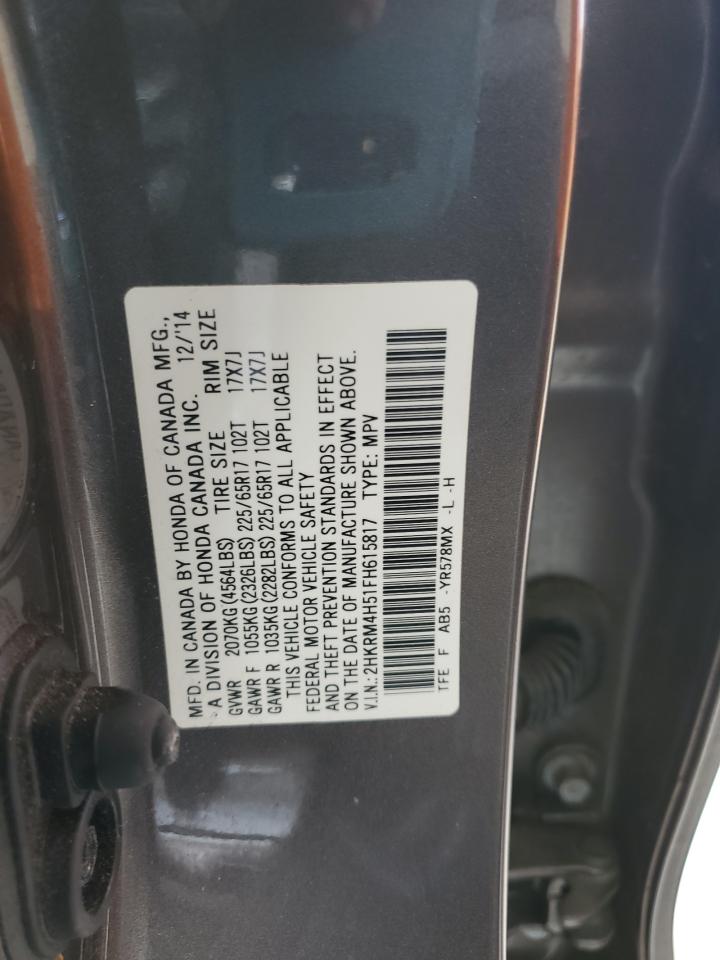 MFD. IN CANADA BY HONDA OF CANADA MFG.,
A DIVISION OF HONDA CANADA INC. 12/'14
GVWR 2070KG(4564LBS) TIRE SIZE RIM SIZE
GAWR F 1055KG(2326LBS) 225/65R17 102T 17X7J
GAWR R 1035KG(2282LBS) 225/65R17 102T 17X7J
THIS VEHICLE CONFORMS TO ALL APPLICABLE
FEDERAL MOTOR VEHICLE SAFETY
AND THEFT PREVENTION STANDARDS IN EFFECT
ON THE DATE OF MANUFACTURE SHOWN ABOVE.
V.I.N.: 2HKRM4H51FH615817 TYPE: MPV
TFE F AB5 -YR578MX -L -H